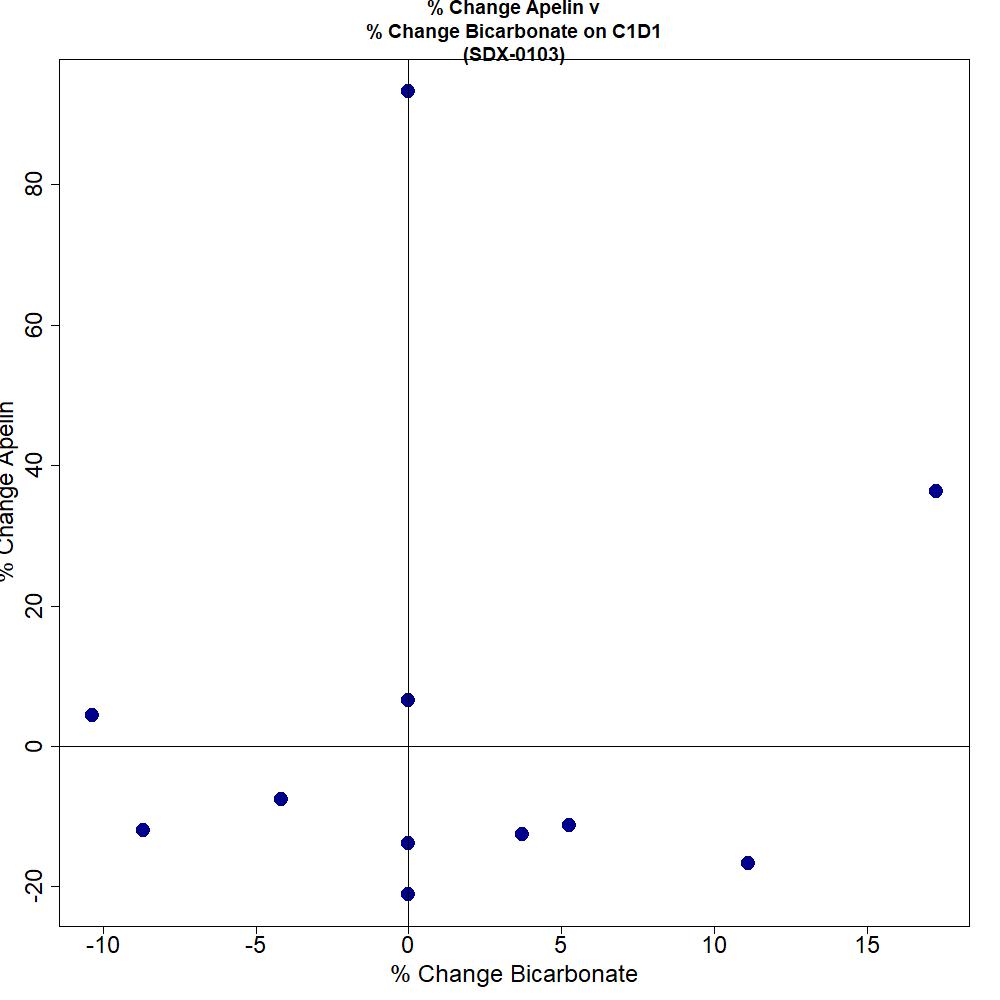 % Change Apelin v
% Change Bicarbonate on C1D1
(SDX-0103)
% Change Apelin
80
60
40
20
0
-20
-10
-5
0
5
10
15
% Change Bicarbonate